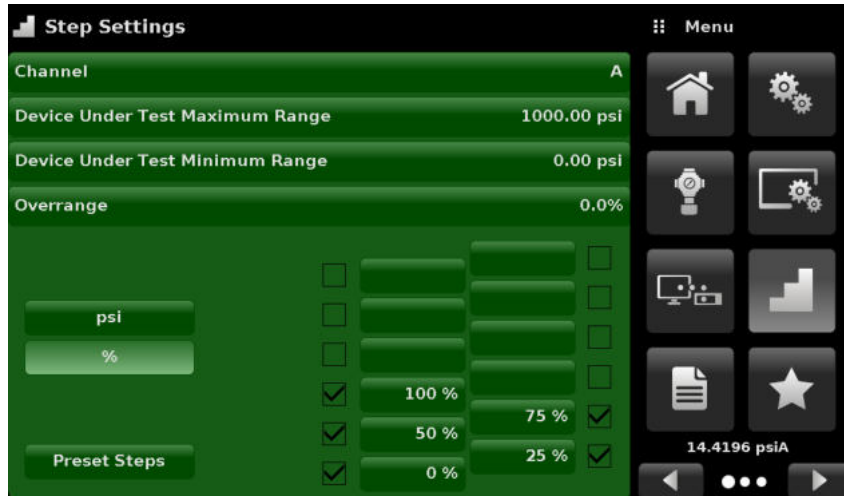 Step Settings
Menu
Channel A
Device Under Test Maximum Range 1000.00 psi
Device Under Test Minimum Range 0.00 psi
Overrange 0.0%
psi
%
100 %
75 %
50 %
25 %
0 %
Preset Steps
14.4196 psiA